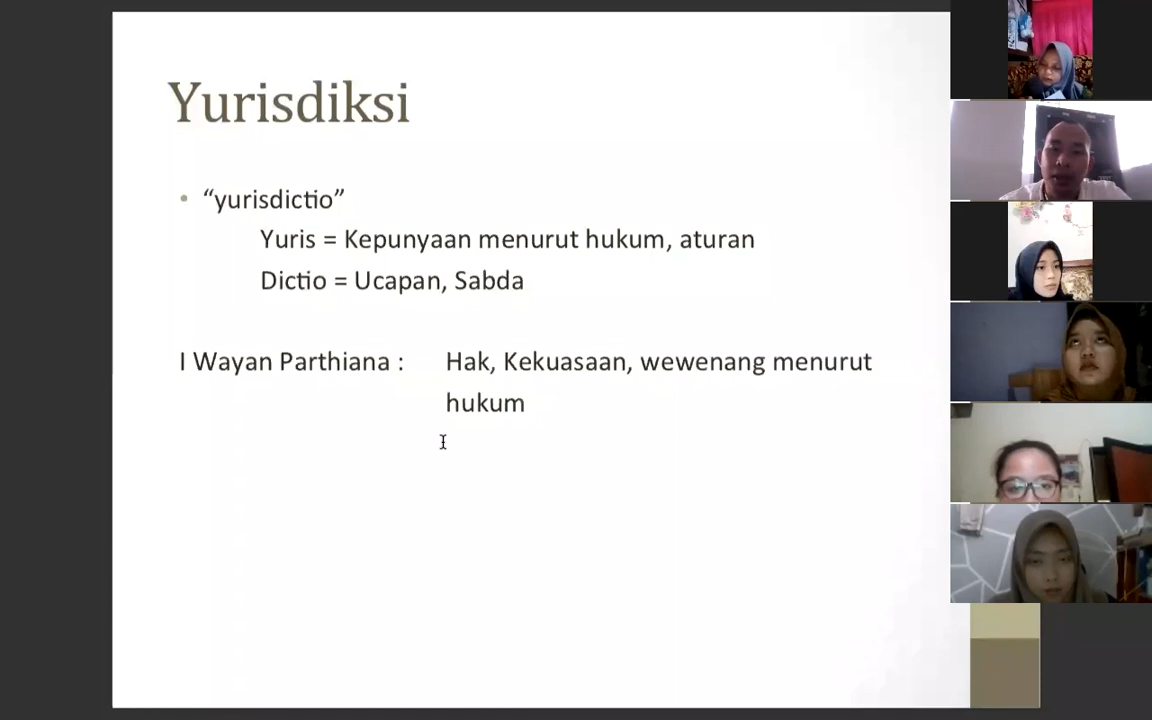 Yurisdiksi
• “yurisdictio”
Yuris = Kepunyaan menurut hukum, aturan
Dictio = Ucapan, Sabda
I Wayan Parthiana : Hak, Kekuasaan, wewenang menurut
hukum